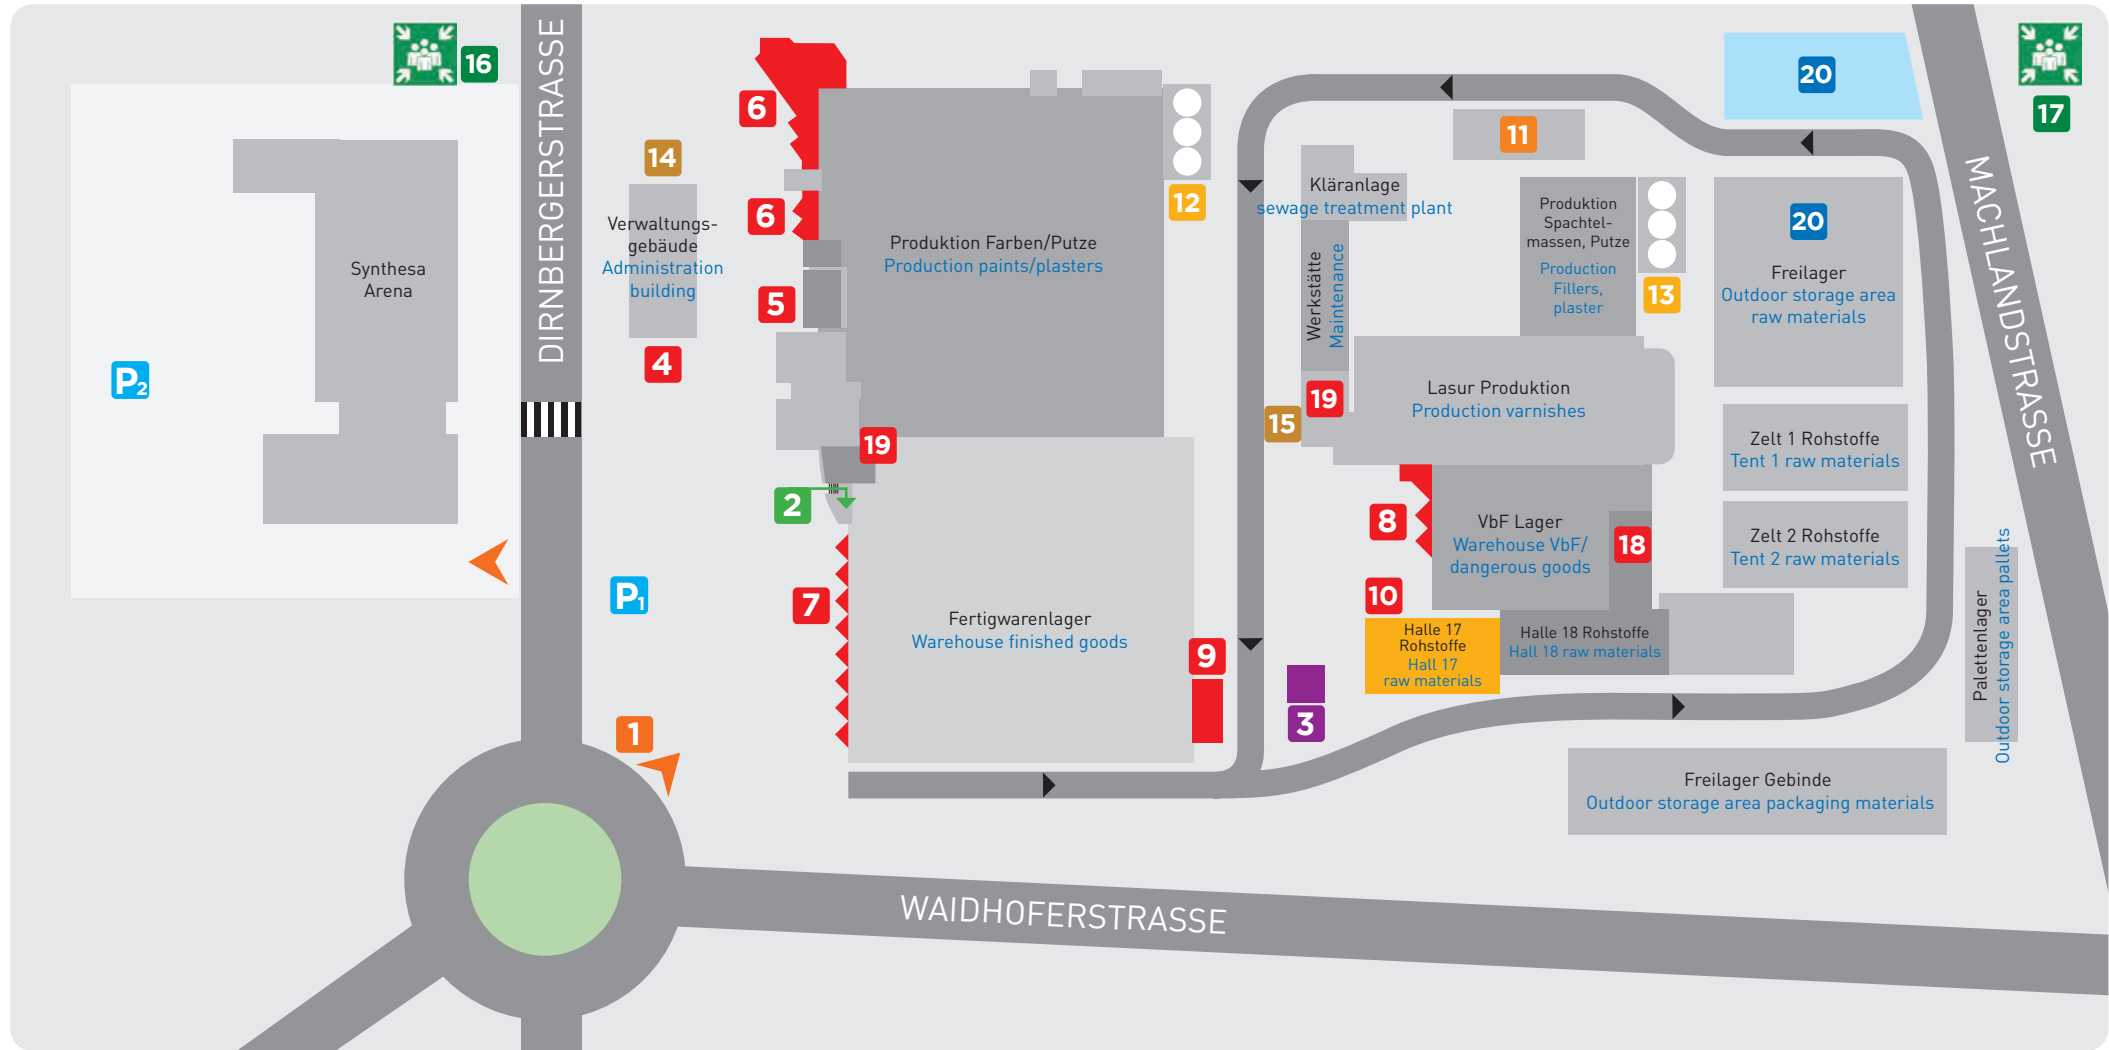 16
DIRNBERGERSTRASSE
Synthesa
Arena
P2
14
Verwaltungs-
gebäude
Administration
building
4
P1
1
6
6
5
Produktion Farben/Putze
Production paints/plasters
12
19
2
7
Fertigwarenlager
Warehouse finished goods
9
3
Kläranlage
sewage treatment plant
Werkstätte
Maintenance
19
15
11
Produktion
Spachtel-
massen, Putze
Production
Fillers,
plaster
13
Lasur Produktion
Production varnishes
8
VbF Lager
Warehouse VbF/
dangerous goods
18
10
Halle 17
Rohstoffe
Hall 17
raw materials
Halle 18 Rohstoffe
Hall 18 raw materials
20
20
Freilager
Outdoor storage area
raw materials
Zelt 1 Rohstoffe
Tent 1 raw materials
Zelt 2 Rohstoffe
Tent 2 raw materials
Palettenlager
Outdoor storage area pallets
Freilager Gebinde
Outdoor storage area packaging materials
17
MACHLANDSTRASSE
WAIDHOFERSTRASSE